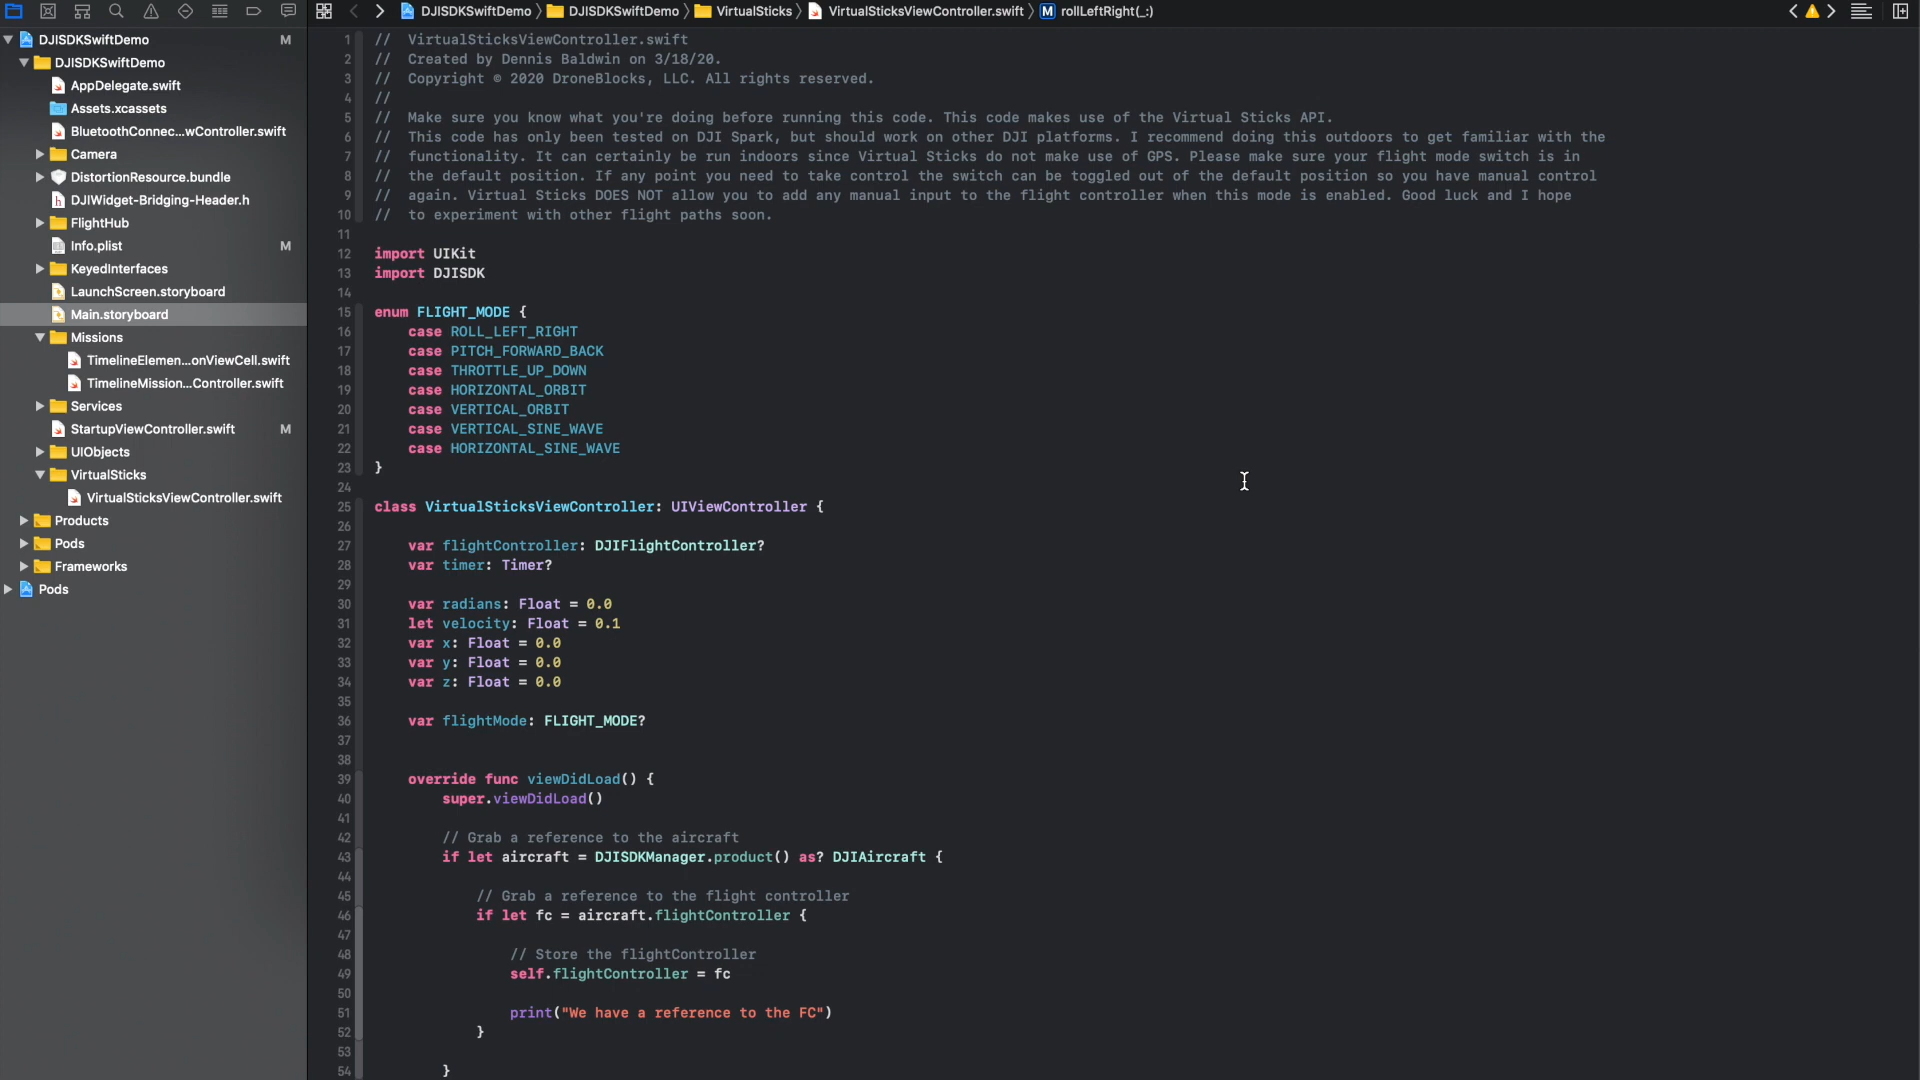 DJISDKSwiftDemo M
DJISDKSwiftDemo
AppDelegate.swift
Assets.xcassets
BluetoothConnec...wController.swift
Camera
DistortionResource.bundle
DJIWidget-Bridging-Header.h
FlightHub
Info.plist M
KeyedInterfaces
LaunchScreen.storyboard
Main.storyboard
Missions
TimelineElemen...onViewCell.swift
TimelineMission...Controller.swift
Services
StartupViewController.swift M
UIObjects
VirtualSticks
VirtualSticksViewController.swift
Products
Pods
Frameworks
Pods
DJISDKSwiftDemo DJISDKSwiftDemo VirtualSticks VirtualSticksViewController.swift M rollLeftRight(_:)
1 // VirtualSticksViewController.swift
2 // Created by Dennis Baldwin on 3/18/20.
3 // Copyright © 2020 DroneBlocks, LLC. All rights reserved.
4 //
5 // Make sure you know what you're doing before running this code. This code makes use of the Virtual Sticks API.
6 // This code has only been tested on DJI Spark, but should work on other DJI platforms. I recommend doing this outdoors to get familiar with the
7 // functionality. It can certainly be run indoors since Virtual Sticks do not make use of GPS. Please make sure your flight mode switch is in
8 // the default position. If any point you need to take control the switch can be toggled out of the default position so you have manual control
9 // again. Virtual Sticks DOES NOT allow you to add any manual input to the flight controller when this mode is enabled. Good luck and I hope
10 // to experiment with other flight paths soon.
11
12 import UIKit
13 import DJISDK
14
15 enum FLIGHT_MODE {
16 case ROLL_LEFT_RIGHT
17 case PITCH_FORWARD_BACK
18 case THROTTLE_UP_DOWN
19 case HORIZONTAL_ORBIT
20 case VERTICAL_ORBIT
21 case VERTICAL_SINE_WAVE
22 case HORIZONTAL_SINE_WAVE
23 }
24
25 class VirtualSticksViewController: UIViewController {
26
27 var flightController: DJIFlightController?
28 var timer: Timer?
29
30 var radians: Float = 0.0
31 let velocity: Float = 0.1
32 var x: Float = 0.0
33 var y: Float = 0.0
34 var z: Float = 0.0
35
36 var flightMode: FLIGHT_MODE?
37
38
39 override func viewDidLoad() {
40 super.viewDidLoad()
41
42 // Grab a reference to the aircraft
43 if let aircraft = DJISDKManager.product() as? DJIAircraft {
44
45 // Grab a reference to the flight controller
46 if let fc = aircraft.flightController {
47
48 // Store the flightController
49 self.flightController = fc
50
51 print("We have a reference to the FC")
52 }
53
54 }